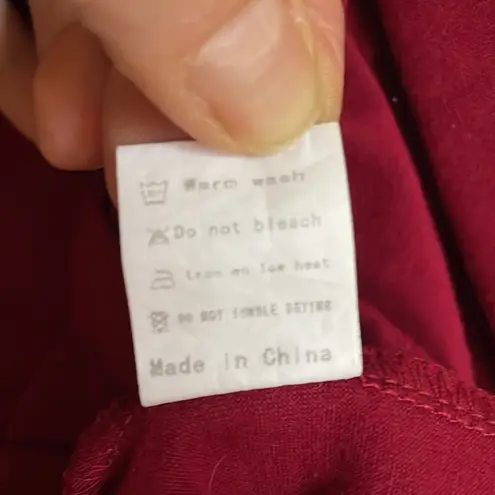 Warm wash
Do not bleach
Iron on low heat
DO NOT TUMBLE DRYING
Made in China